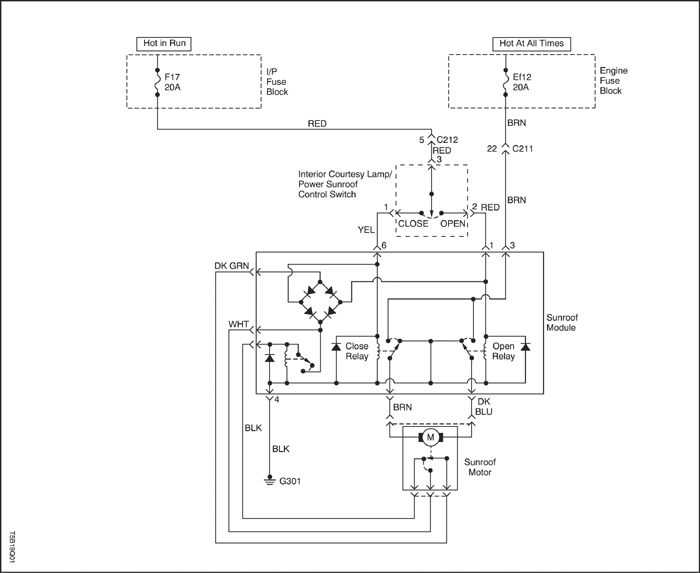 Hot in Run
Hot At All Times
F17
20A
I/P
Fuse
Block
Ef12
20A
Engine
Fuse
Block
RED
BRN
5 C212
RED
3
22 C211
Interior Courtesy Lamp/
Power Sunroof
Control Switch
BRN
1
CLOSE
OPEN
2 RED
YEL
6
1
3
DK GRN
WHT
Sunroof
Module
Close
Relay
Open
Relay
4
BRN
DK
BLU
BLK
BLK
M
Sunroof
Motor
G301
T5B19Q01